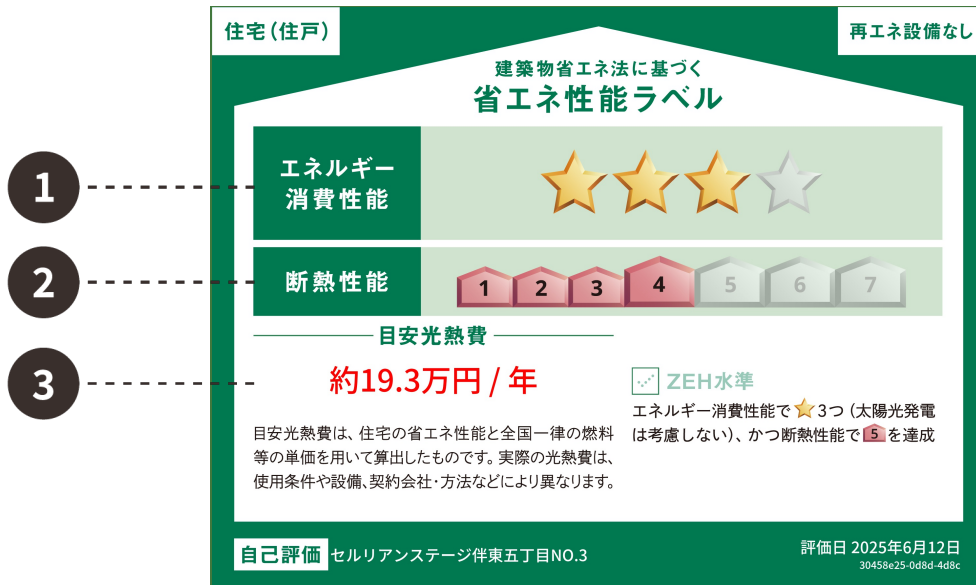 住宅(住戸)
再エネ設備なし
建築物省エネ法に基づく
省エネ性能ラベル
1
エネルギー
消費性能
2
断熱性能
1 2 3 4 5 6 7
目安光熱費
3
約19.3万円 / 年
目安光熱費は、住宅の省エネ性能と全国一律の燃料
等の単価を用いて算出したものです。実際の光熱費は、
使用条件や設備、契約会社・方法などにより異なります。
ZEH水準
エネルギー消費性能で 3つ(太陽光発電
は考慮しない)、かつ断熱性能で 5 を達成
自己評価 セルリアンステージ伴東五丁目NO.3
評価日 2025年6月12日
30458e25-0d8d-4d8c